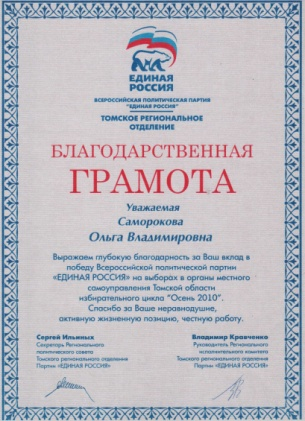 ЕДИНАЯ
РОССИЯ
ВСЕРОССИЙСКАЯ ПОЛИТИЧЕСКАЯ ПАРТИЯ
"ЕДИНАЯ РОССИЯ"
ТОМСКОЕ РЕГИОНАЛЬНОЕ
ОТДЕЛЕНИЕ
БЛАГОДАРСТВЕННАЯ
ГРАМОТА
Уважаемая
Саморокова
Ольга Владимировна
Выражаем глубокую благодарность за Ваш вклад в
победу Всероссийской политической партии
«ЕДИНАЯ РОССИЯ» на выборах в органы местного
самоуправления Томской области
избирательного цикла "Осень 2010".
Спасибо за Ваше неравнодушие,
активную жизненную позицию, честную работу.
Сергей Ильиных
Секретарь Регионального
политического совета
Томского регионального отделения
Партии «ЕДИНАЯ РОССИЯ»
Владимир Кравченко
Руководитель Регионального
исполнительного комитета
Томского регионального отделения
Партии «ЕДИНАЯ РОССИЯ»